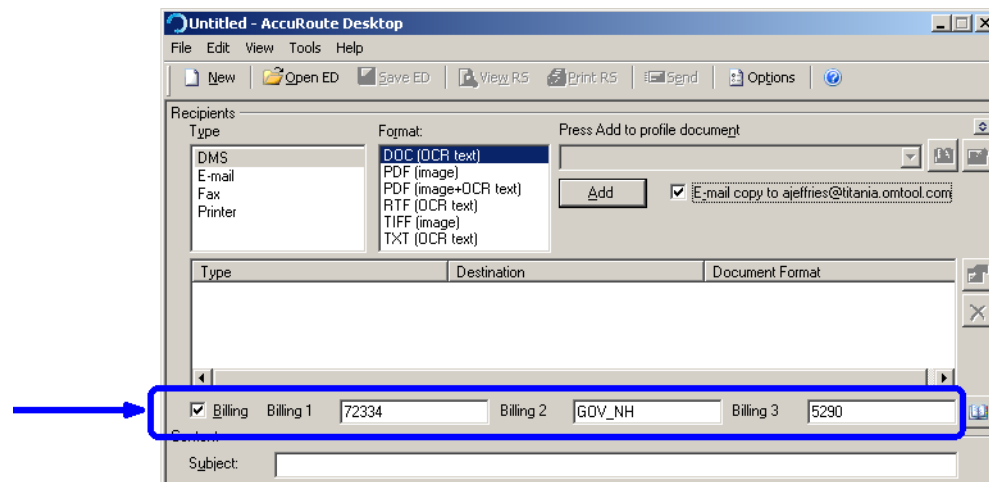 Untitled - AccuRoute Desktop
File Edit View Tools Help
New Open ED Save ED View RS Print RS Send Options
Recipients
Type Format: Press Add to profile document
DMS
E-mail
Fax
Printer
DOC (OCR text)
PDF (image)
PDF (image+OCR text)
RTF (OCR text)
TIFF (image)
TXT (OCR text)
Add E-mail copy to ajeffries@titania.omtool.com
Type Destination Document Format
Billing Billing 1 72334 Billing 2 GOV_NH Billing 3 5290
Content
Subject: